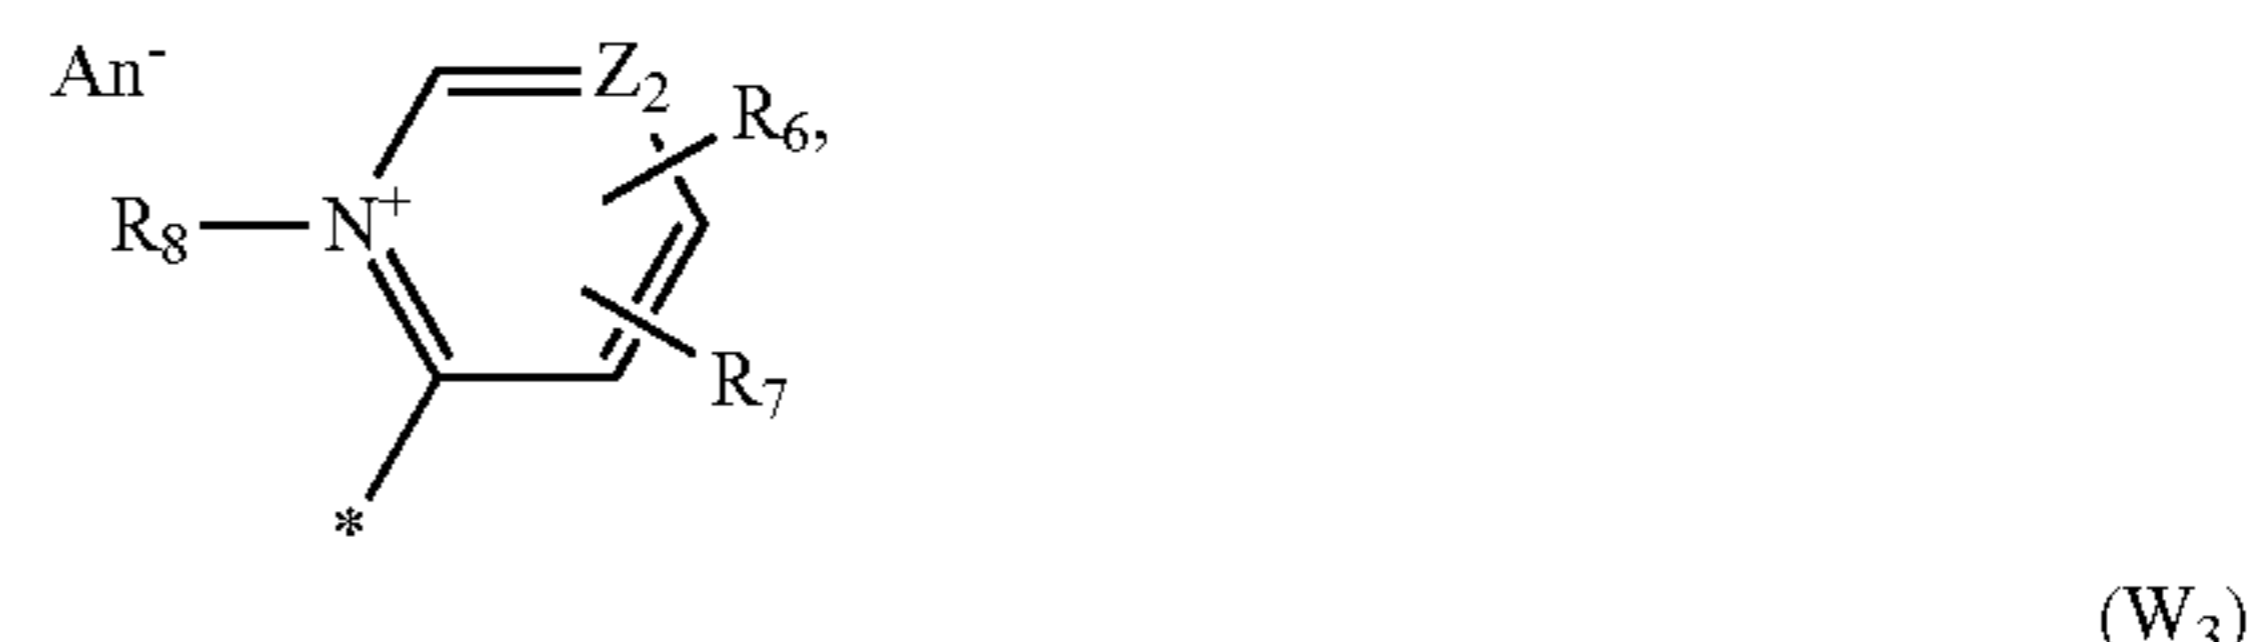 An⁻
Z₂
R₆,
R₈ N⁺
R₇
*
(W₃)